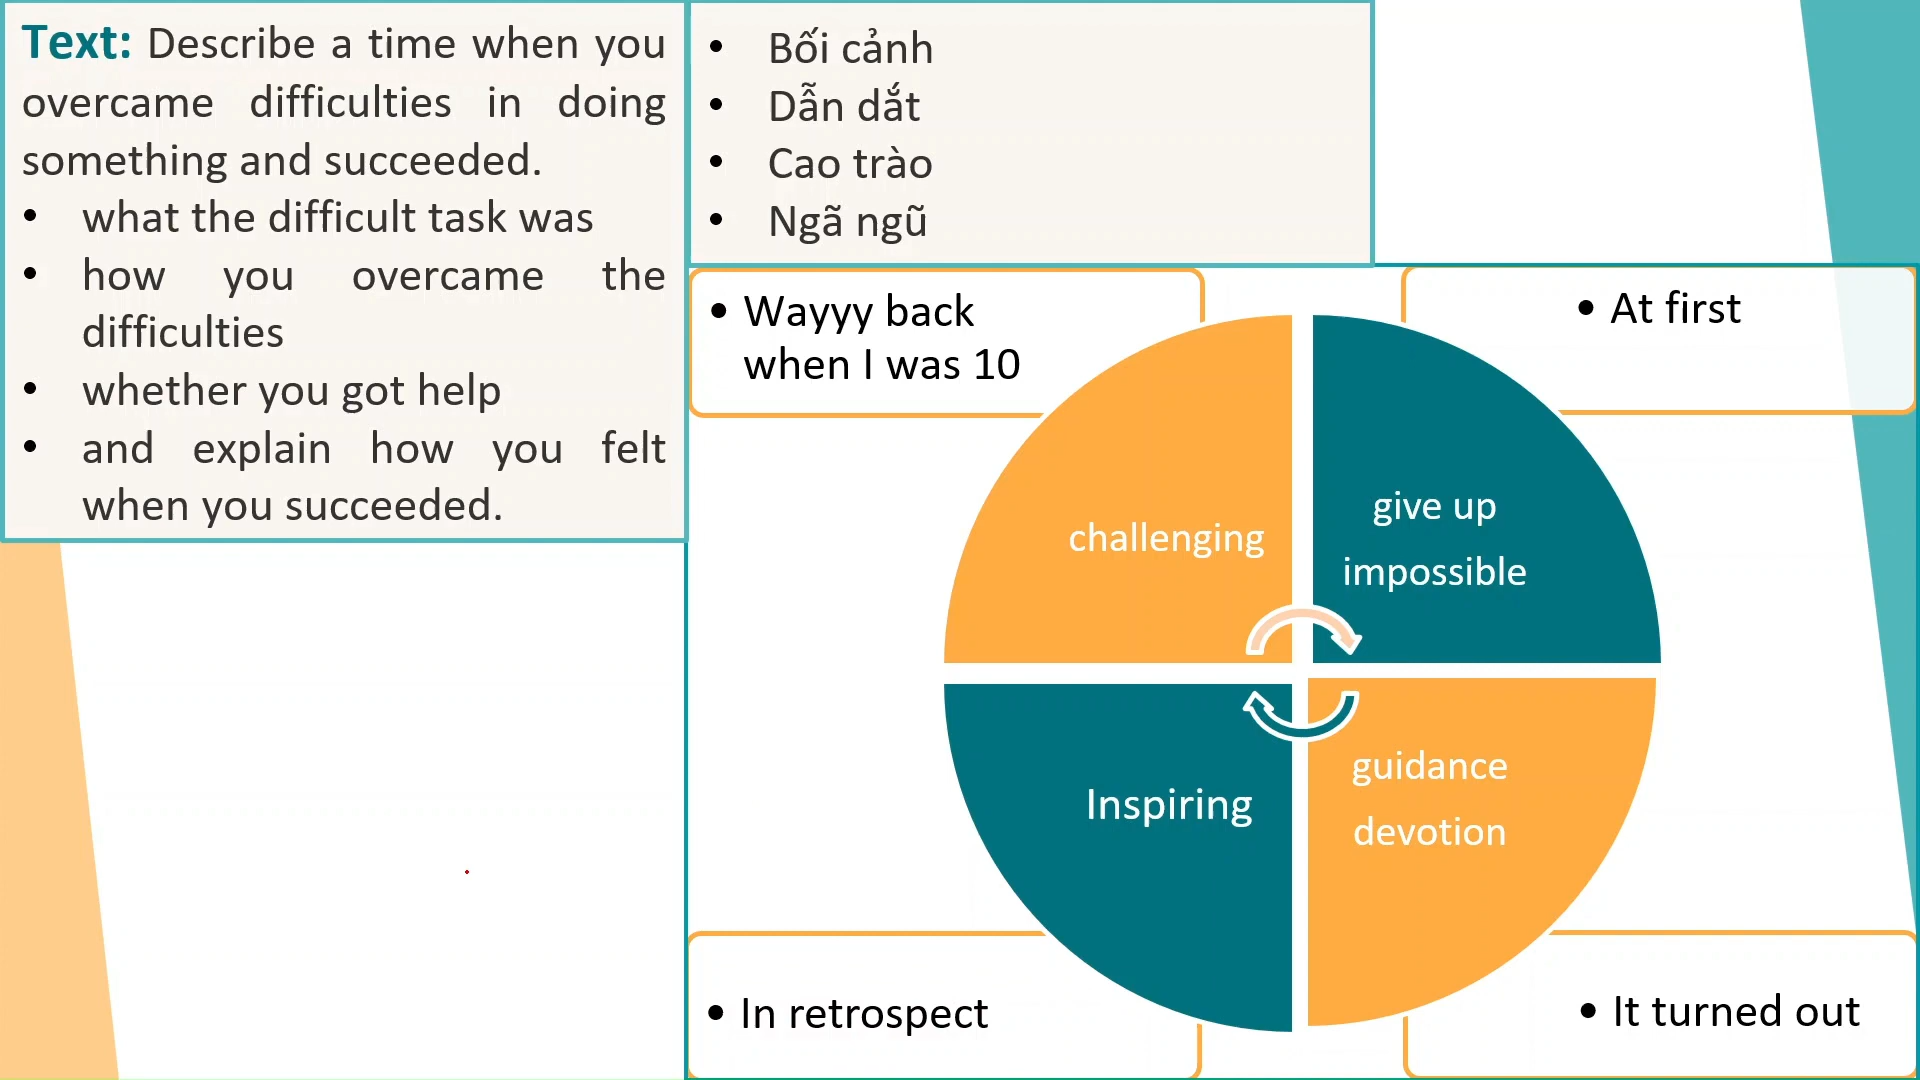 Text: Describe a time when you
overcame difficulties in doing
something and succeeded.
• what the difficult task was
• how you overcame the
difficulties
• whether you got help
• and explain how you felt
when you succeeded.
• Bối cảnh
• Dẫn dắt
• Cao trào
• Ngã ngũ
• Wayyy back
when I was 10
• At first
challenging
give up
impossible
Inspiring
guidance
devotion
• In retrospect
• It turned out